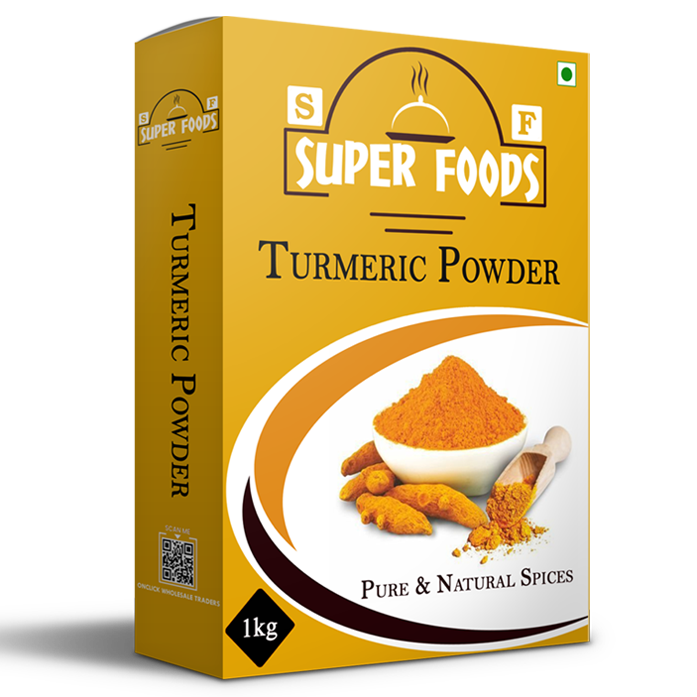 S
F
SUPER FOODS
TURMERIC POWDER
PURE & NATURAL SPICES
1kg
S
F
SUPER FOODS
TURMERIC POWDER
SCAN ME
ONCLICK WHOLESALE TRADERS